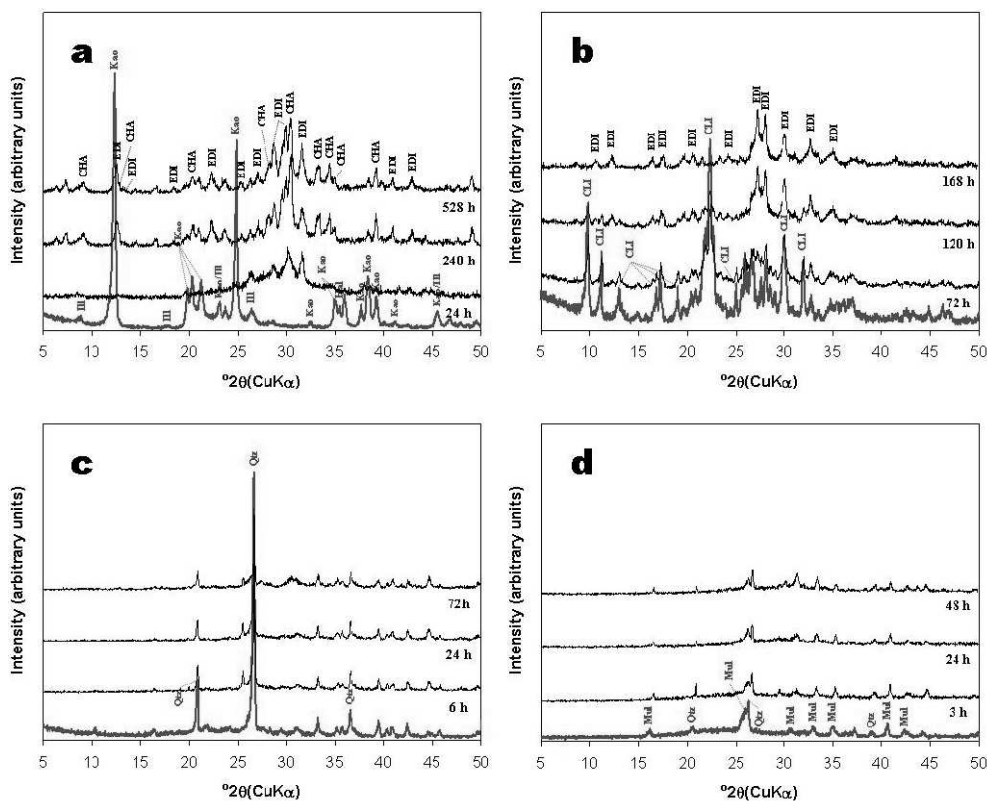 a
Intensity (arbitrary units)
Kao
CHA
EDI
CHA
EDI
EDI
CHA
EDI
Kao
EDI
EDI
CHA
EDI
CHA
EDI
CHA
CHA
CHA
CHA
EDI
EDI
528 h
240 h
24 h
Kao
Ill
Ill
Kao/Ill
Ill
Kao
Kao
Kao
Kao
Kao/Ill
5
10
15
20
25
30
35
40
45
50
°2θ(CuKα)
b
Intensity (arbitrary units)
EDI
EDI
EDI
EDI
EDI
CLI
EDI
EDI
EDI
EDI
EDI
EDI
168 h
120 h
72 h
CLI
CLI
CLI
CLI
CLI
CLI
5
10
15
20
25
30
35
40
45
50
°2θ(CuKα)
c
Intensity (arbitrary units)
Qtz
72h
24 h
6 h
Qtz
Qtz
5
10
15
20
25
30
35
40
45
50
°2θ(CuKα)
d
Intensity (arbitrary units)
48 h
24 h
3 h
Mul
Mul
Qtz
Qtz
Mul
Mul
Mul
Qtz
Mul
Mul
5
10
15
20
25
30
35
40
45
50
°2θ(CuKα)